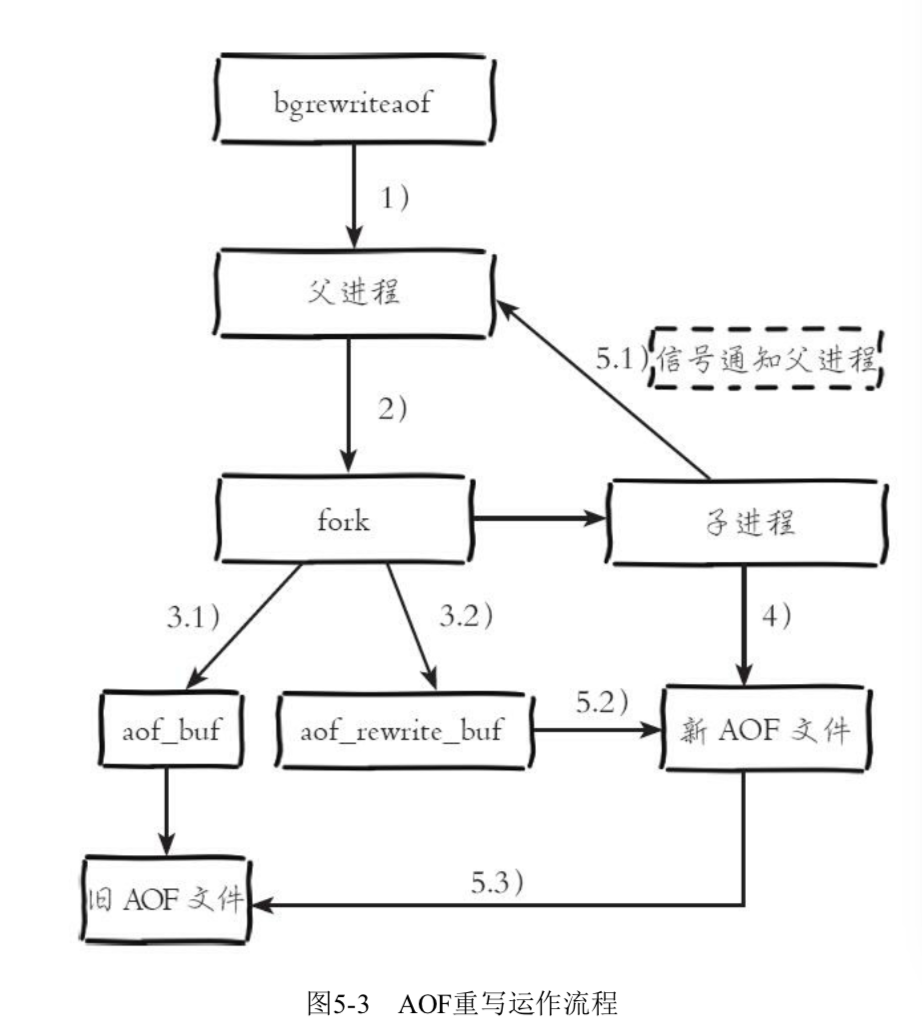 bgrewriteaof
1)
父进程
5.1)信号通知父进程
2)
fork
子进程
3.1)
3.2)
4)
aof_buf
aof_rewrite_buf
5.2)
新 AOF 文件
旧 AOF 文件
5.3)
图5-3 AOF重写运作流程